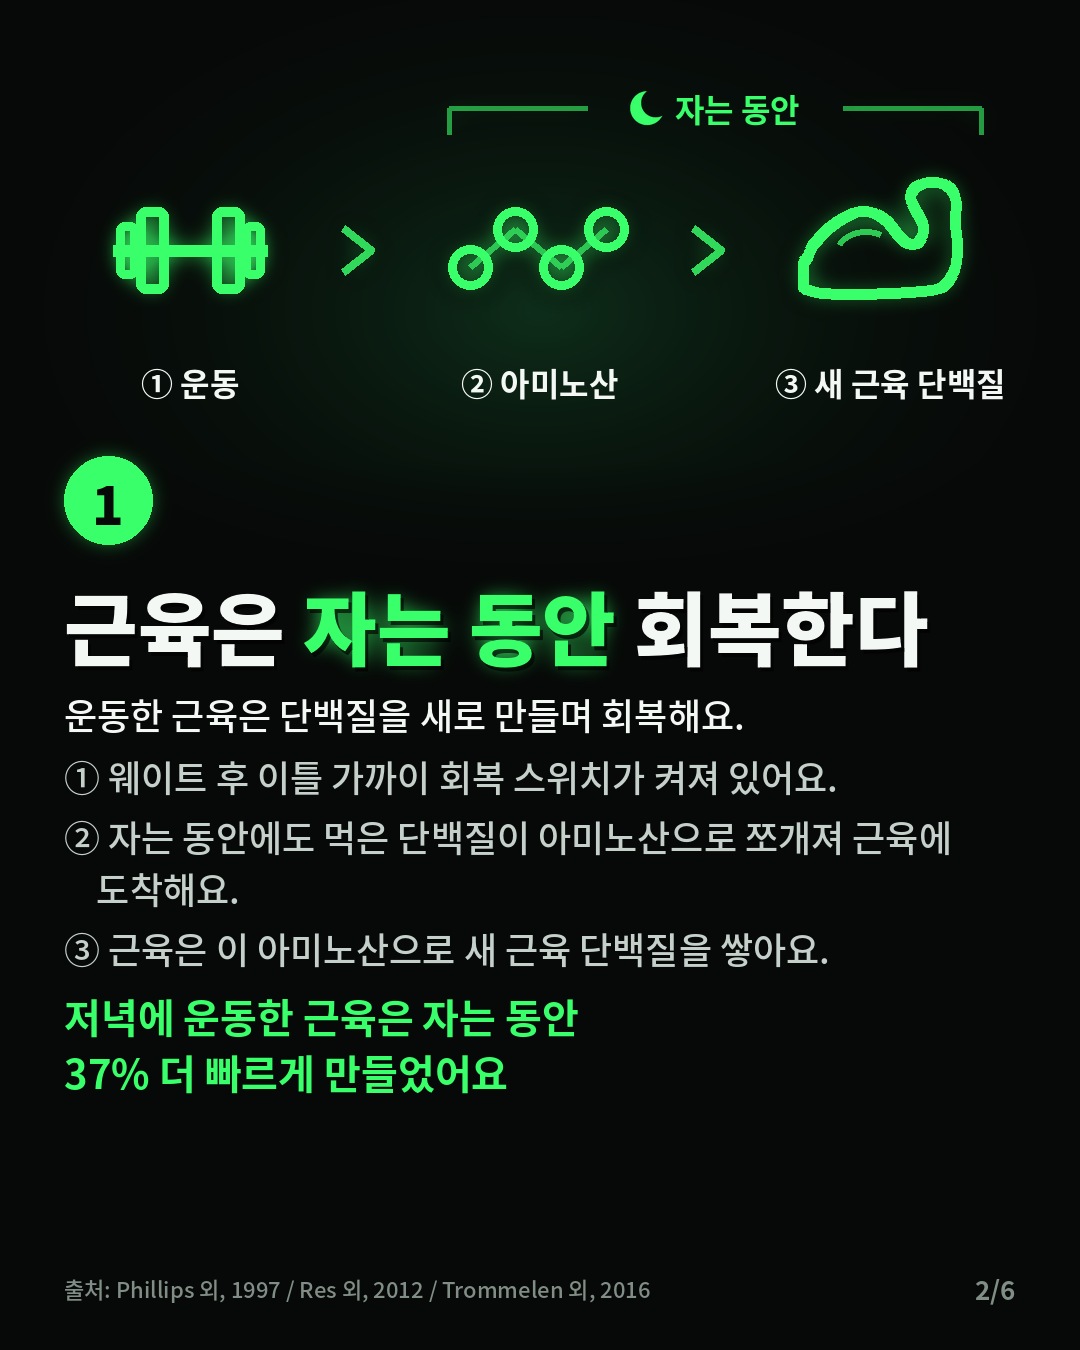 자는 동안
① 운동
② 아미노산
③ 새 근육 단백질
1
근육은 자는 동안 회복한다
운동한 근육은 단백질을 새로 만들며 회복해요.
① 웨이트 후 이틀 가까이 회복 스위치가 켜져 있어요.
② 자는 동안에도 먹은 단백질이 아미노산으로 쪼개져 근육에
도착해요.
③ 근육은 이 아미노산으로 새 근육 단백질을 쌓아요.
저녁에 운동한 근육은 자는 동안
37% 더 빠르게 만들었어요
출처: Phillips 외, 1997 / Res 외, 2012 / Trommelen 외, 2016
2/6